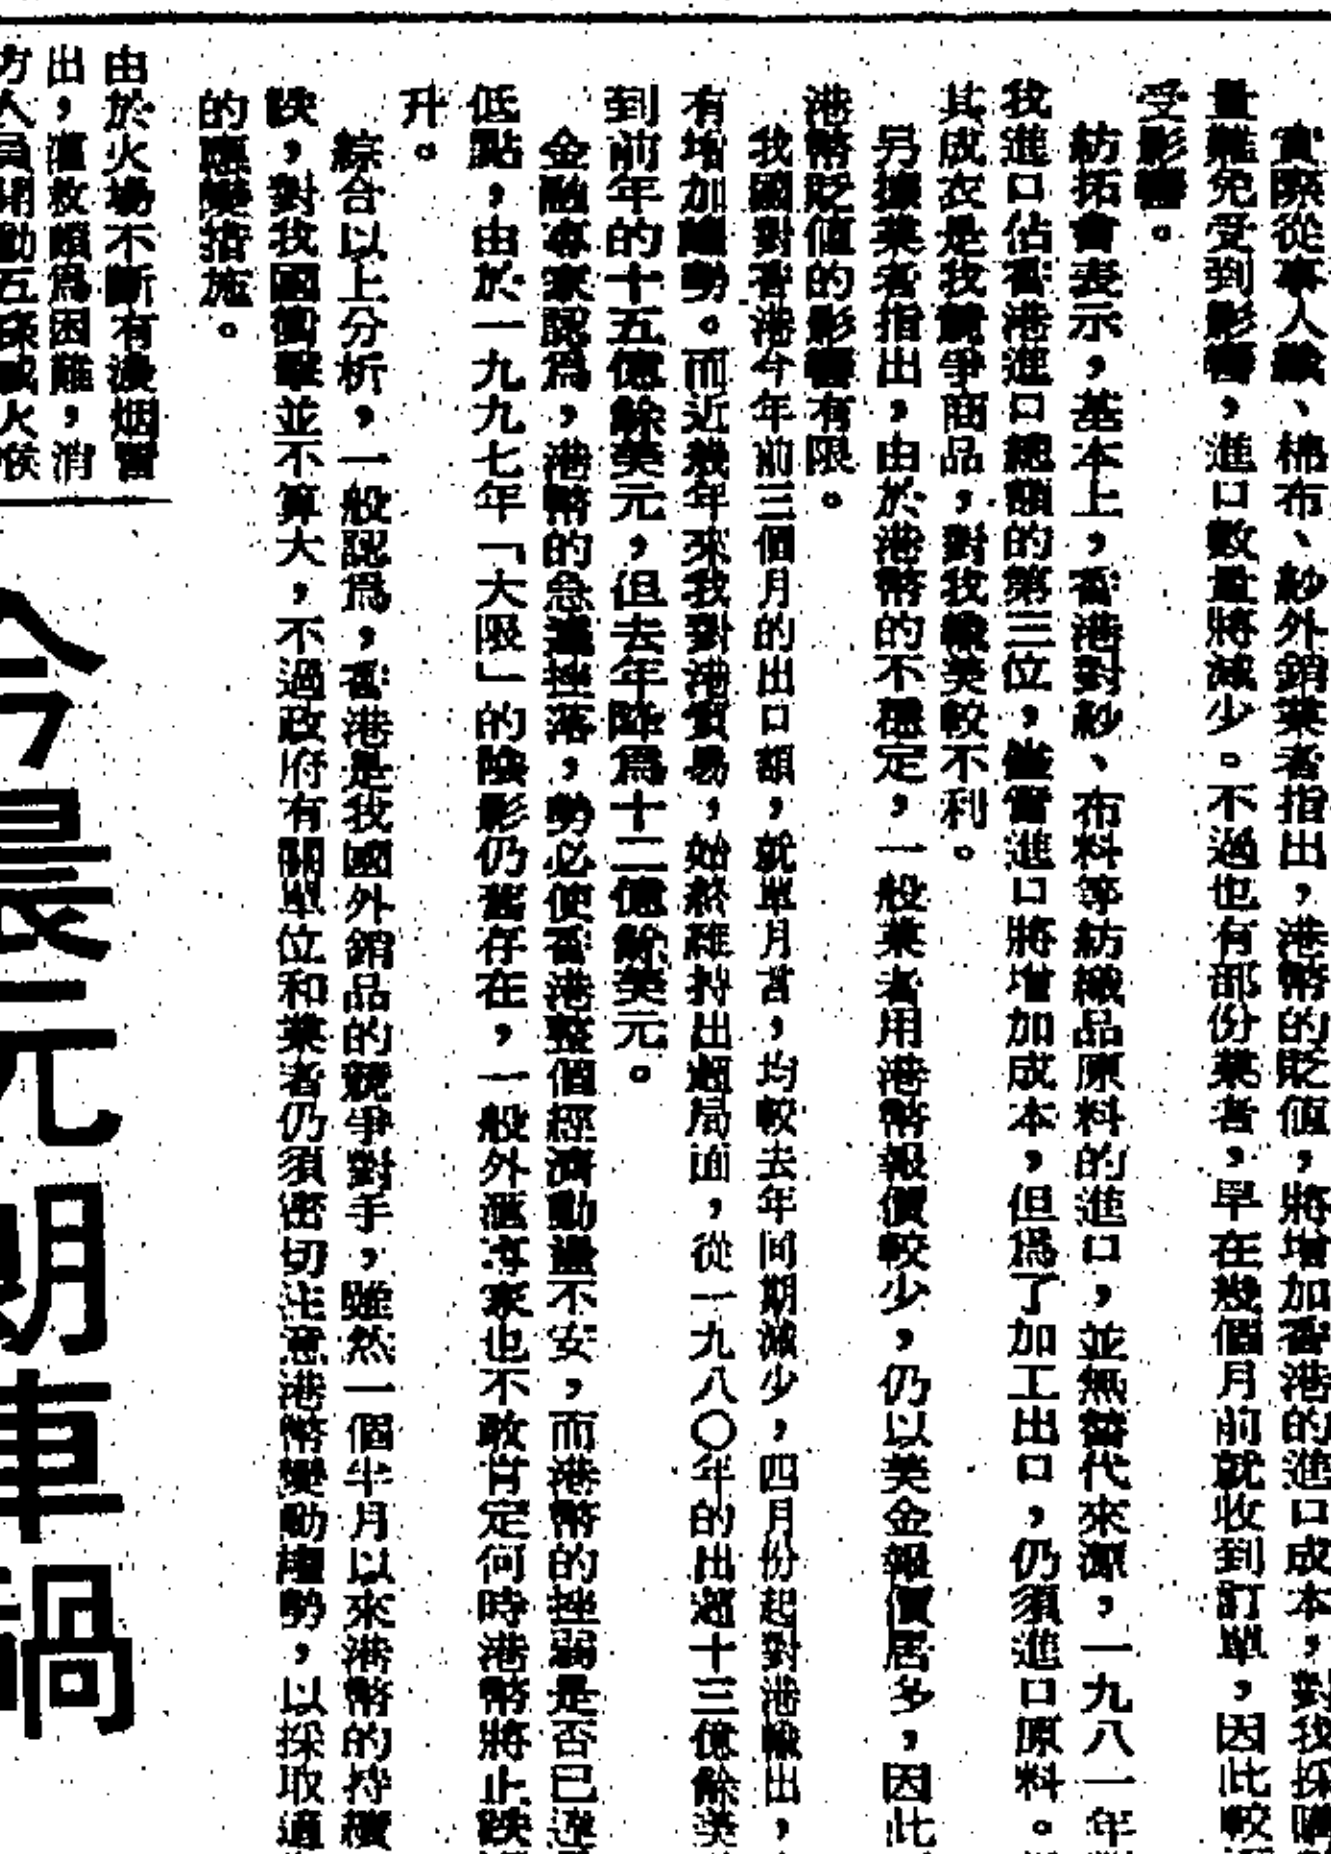 實際從事人纖、棉布、紗外銷業者指出，港幣的貶值，將增加香港的進口成本，對我採購
量難免受到影響，進口數量將減少。不過也有部份業者，早在幾個月前就收到訂單，因此較
受影響。
紡拓會表示，基本上，香港對紗、布料等紡織品原料的進口，並無替代來源，一九八一年
我進口佔香港進口總額的第三位，儘管進口將增加成本，但為了加工出口，仍須進口原料。
其成衣是我競爭商品，對我輸美較不利。
另據業者指出，由於港幣的不穩定，一般業者用港幣報價較少，仍以美金報價居多，因此
港幣貶值的影響有限。
我國對香港今年前三個月的出口額，就單月言，均較去年同期減少，四月份起對港輸出，
有增加趨勢。而近幾年來我對港貿易，始終維持出超局面，從一九八〇年的出超十三億餘美
到前年的十五億餘美元，但去年降為十二億餘美元。
金融專家認為，港幣的急遽挫落，勢必使香港整個經濟動盪不安，而港幣的挫弱是否已達
低點，由於一九九七年「大限」的陰影仍舊存在，一般外滙專家也不敢肯定何時港幣將止跌
升。
綜合以上分析，一般認為，香港是我國外銷品的競爭對手，雖然一個半月以來港幣的持續
跌，對我國衝擊並不算大，不過政府有關單位和業者仍須密切注意港幣變動趨勢，以採取適
的應變措施。
由於火場不斷有濃烟冒
出，灌救頗為困難，消
方人員開動五條滅火喉
今晨元朗車禍